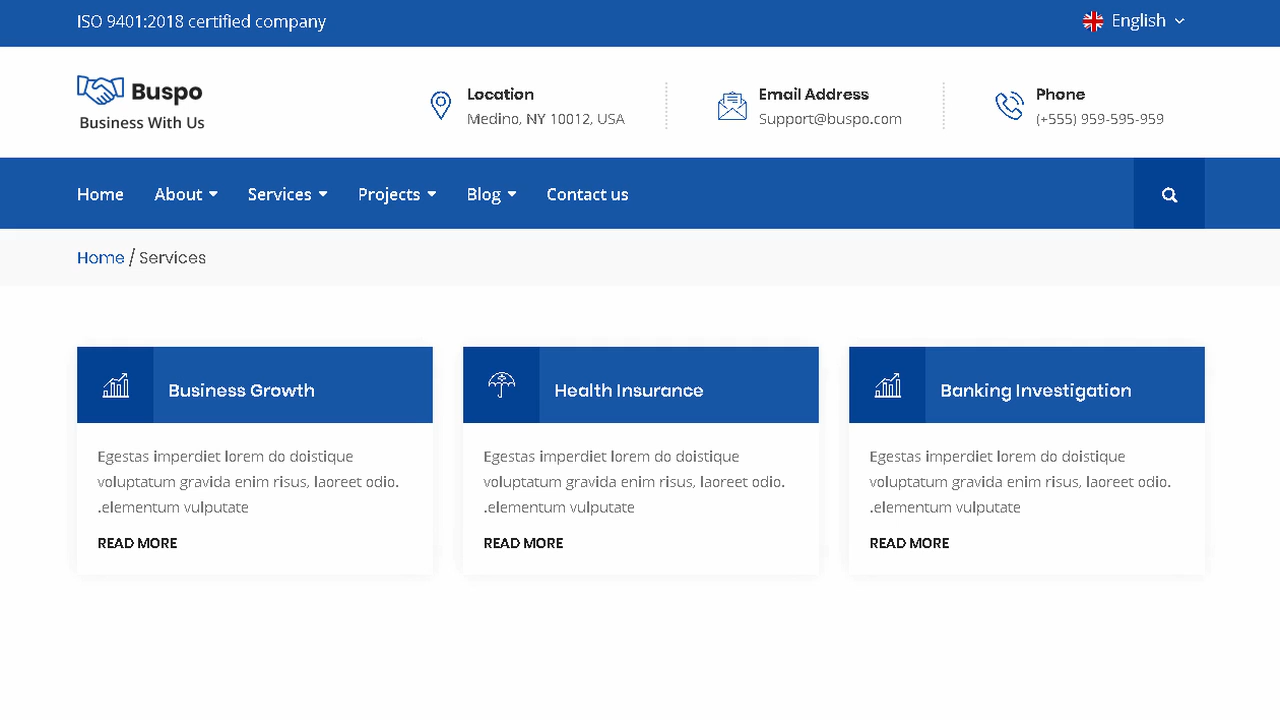 ISO 9401:2018 certified company
English
Buspo
Business With Us
Location
Medino, NY 10012, USA
Email Address
Support@buspo.com
Phone
(+555) 959-595-959
Home About Services Projects Blog Contact us
Home / Services
Business Growth
Egestas imperdiet lorem do doistique
voluptatum gravida enim risus, laoreet odio.
.elementum vulputate
READ MORE
Health Insurance
Egestas imperdiet lorem do doistique
voluptatum gravida enim risus, laoreet odio.
.elementum vulputate
READ MORE
Banking Investigation
Egestas imperdiet lorem do doistique
voluptatum gravida enim risus, laoreet odio.
.elementum vulputate
READ MORE